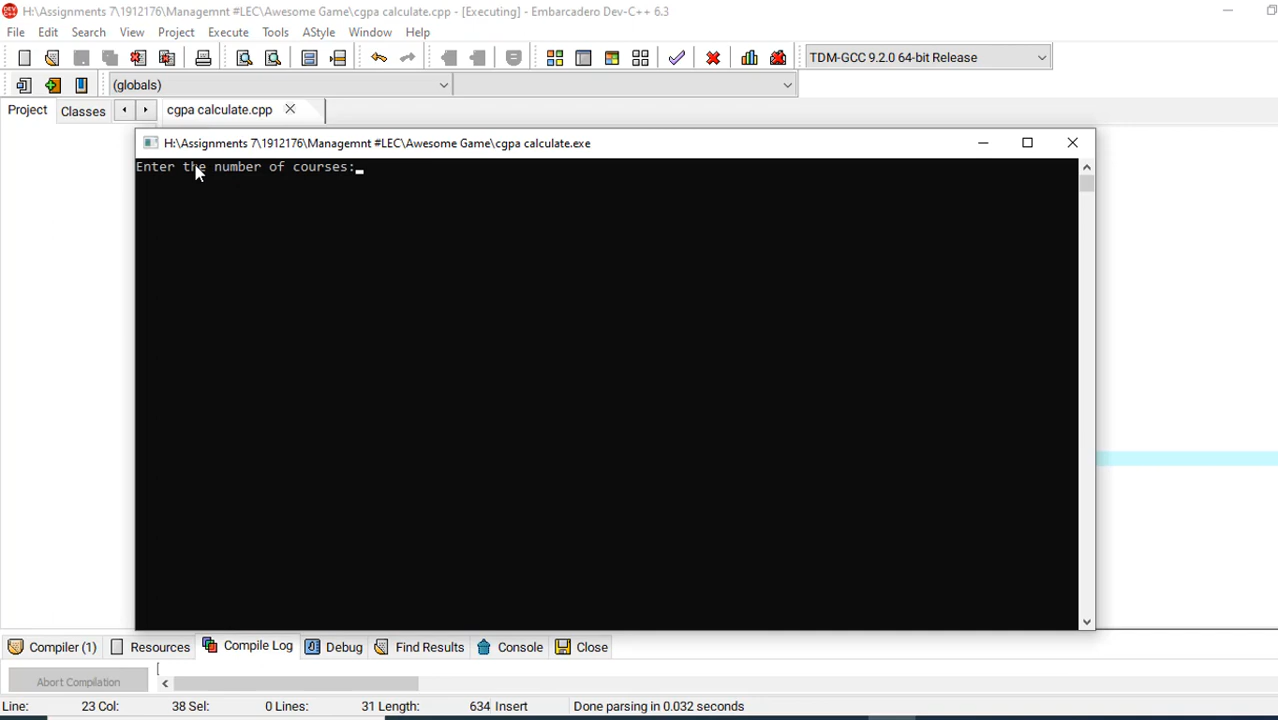 H:\Assignments 7\1912176\Managemnt #LEC\Awesome Game\cgpa calculate.cpp - [Executing] - Embarcadero Dev-C++ 6.3
File Edit Search View Project Execute Tools AStyle Window Help
TDM-GCC 9.2.0 64-bit Release
(globals)
Project Classes cgpa calculate.cpp
H:\Assignments 7\1912176\Managemnt #LEC\Awesome Game\cgpa calculate.exe
Enter the number of courses:
Compiler (1) Resources Compile Log Debug Find Results Console Close
Abort Compilation [
Line: 23 Col: 38 Sel: 0 Lines: 31 Length: 634 Insert Done parsing in 0.032 seconds